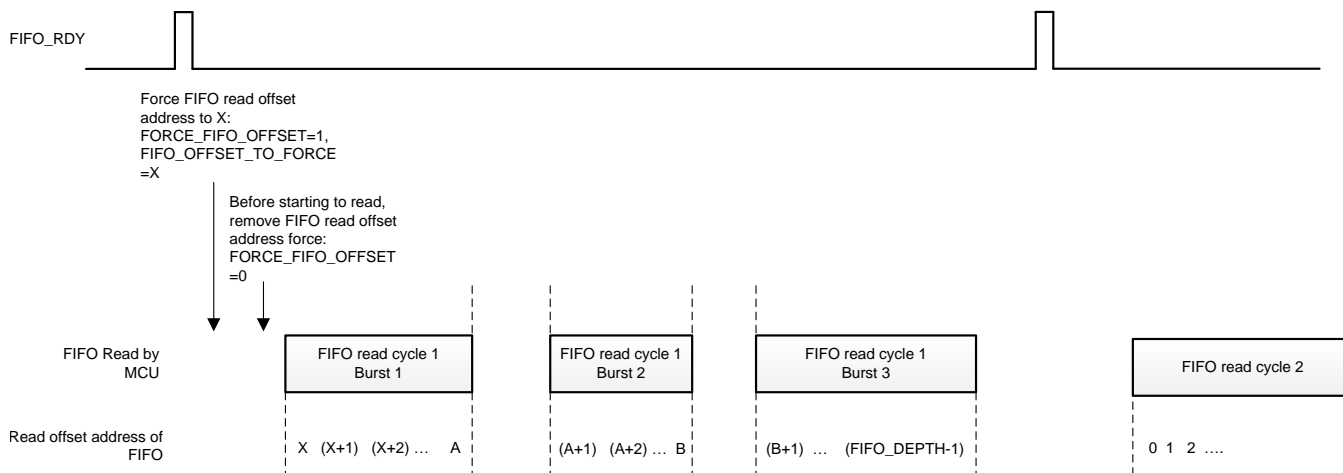 FIFO_RDY
Force FIFO read offset
address to X:
FORCE_FIFO_OFFSET=1,
FIFO_OFFSET_TO_FORCE
=X
Before starting to read,
remove FIFO read offset
address force:
FORCE_FIFO_OFFSET
=0
FIFO Read by
MCU
FIFO read cycle 1
Burst 1
FIFO read cycle 1
Burst 2
FIFO read cycle 1
Burst 3
FIFO read cycle 2
Read offset address of
FIFO
X (X+1) (X+2) … A
(A+1) (A+2) … B
(B+1) … (FIFO_DEPTH-1)
0 1 2 ….